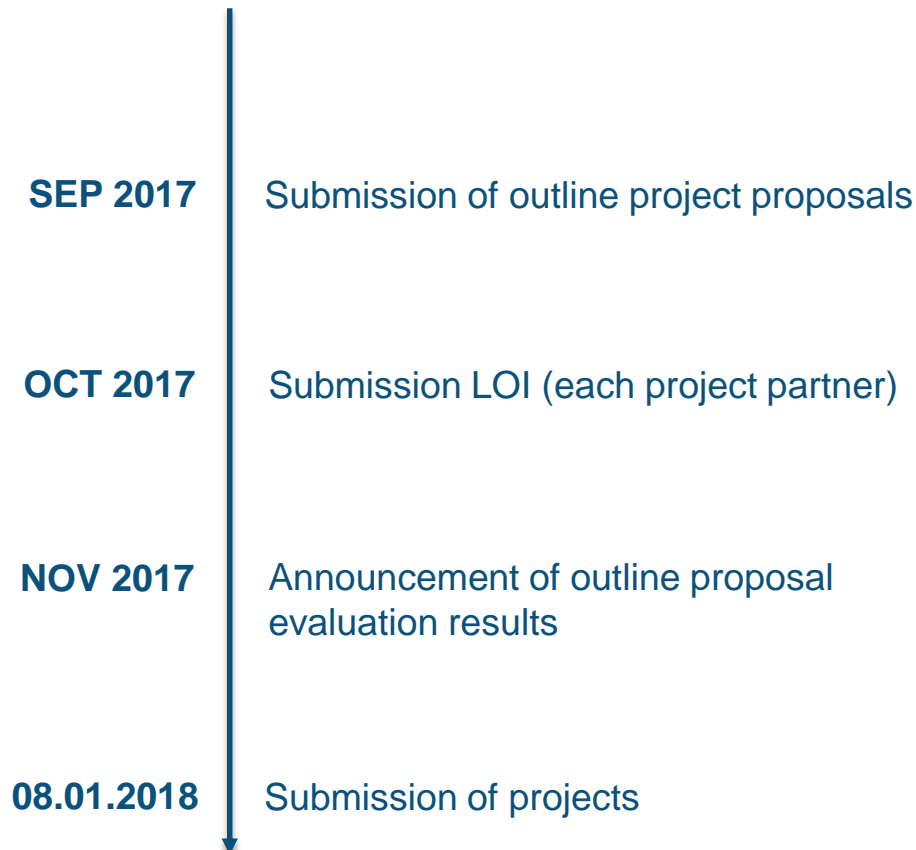 SEP 2017 Submission of outline project proposals
OCT 2017 Submission LOI (each project partner)
NOV 2017 Announcement of outline proposal
evaluation results
08.01.2018 Submission of projects